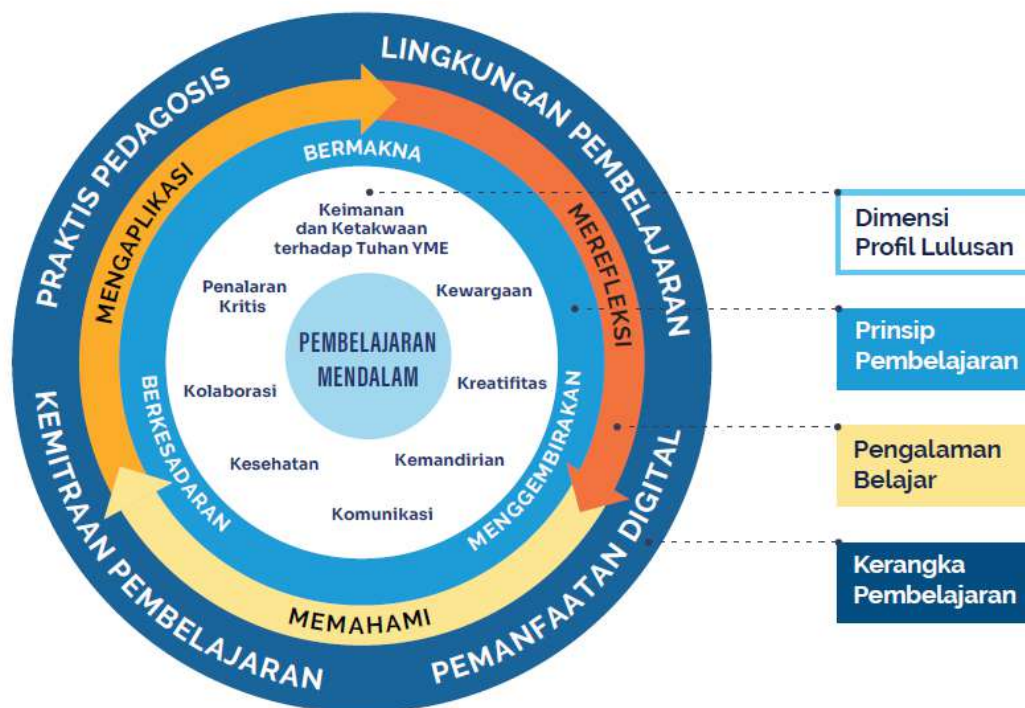 PRAKTIS PEDAGOSIS
LINGKUNGAN PEMBELAJARAN
PEMANFAATAN DIGITAL
KEMITRAAN PEMBELAJARAN
MENGAPLIKASI
MEREFLEKSI
MEMAHAMI
BERMAKNA
MENGGEMBIRAKAN
BERKESADARAN
Keimanan
dan Ketakwaan
terhadap Tuhan YME
Kewargaan
Kreatifitas
Kemandirian
Komunikasi
Kesehatan
Kolaborasi
Penalaran
Kritis
PEMBELAJARAN
MENDALAM
Dimensi
Profil Lulusan
Prinsip
Pembelajaran
Pengalaman
Belajar
Kerangka
Pembelajaran